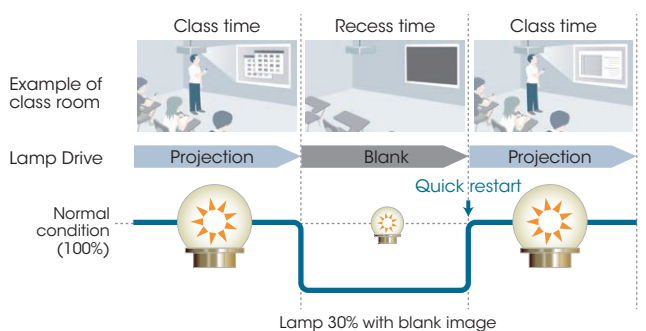 Class time
Recess time
Class time
Example of
class room
Lamp Drive
Projection
Blank
Projection
Quick restart
Normal
condition
(100%)
Lamp 30% with blank image